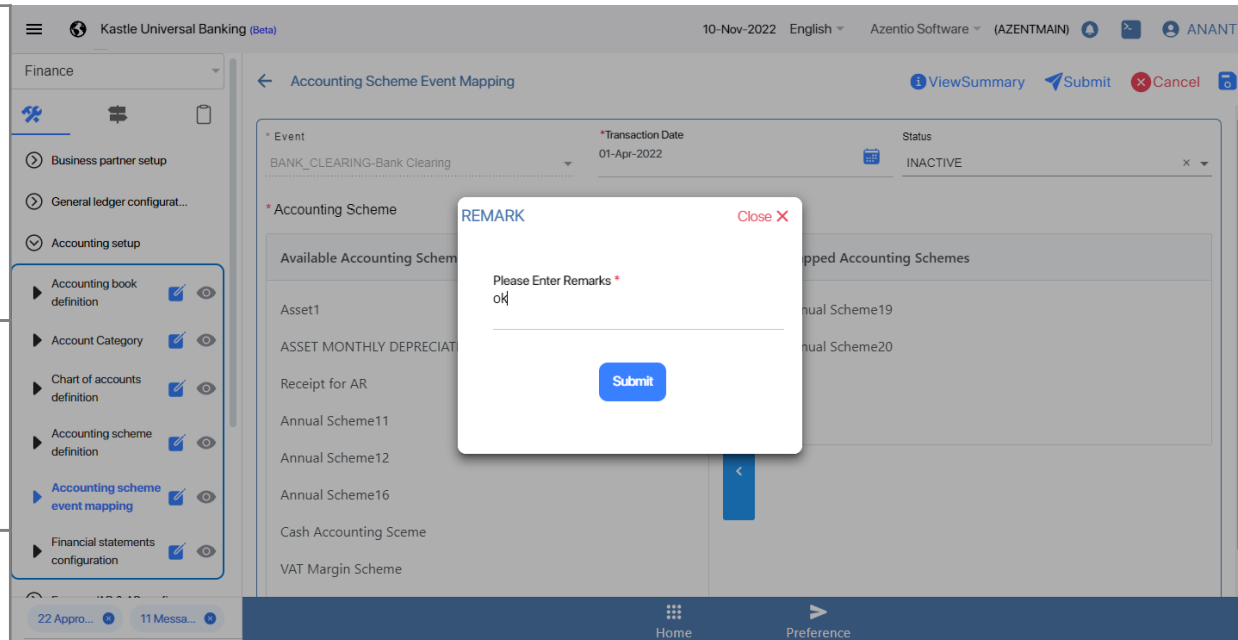 Kastle Universal Banking (Beta)
10-Nov-2022 English Azentio Software (AZENTMAIN) ANANT
Finance
Accounting Scheme Event Mapping
ViewSummary Submit Cancel
* Event
*Transaction Date
Status
BANK_CLEARING-Bank Clearing
01-Apr-2022
INACTIVE
Business partner setup
General ledger configurat...
Accounting setup
Accounting book
definition
Account Category
Chart of accounts
definition
Accounting scheme
definition
Accounting scheme
event mapping
Financial statements
configuration
* Accounting Scheme
Available Accounting Schem
pped Accounting Schemes
Asset1
nual Scheme19
ASSET MONTHLY DEPRECIAT
nual Scheme20
Receipt for AR
Annual Scheme11
Annual Scheme12
Annual Scheme16
Cash Accounting Sceme
VAT Margin Scheme
REMARK
Close
Please Enter Remarks *
ok
Submit
22 Appro... 11 Messa...
Home
Preference